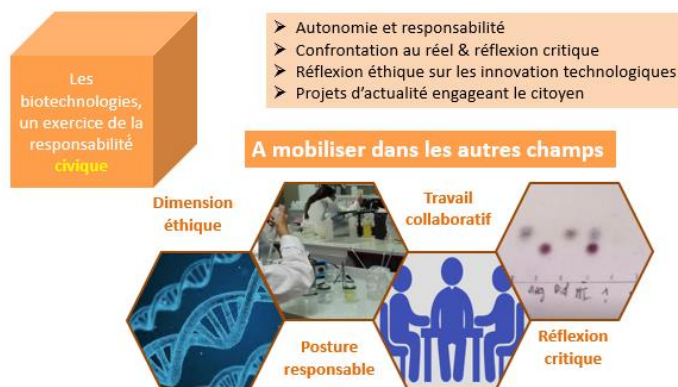 Les
biotechnologies,
un exercice de la
responsabilité
civique
➢ Autonomie et responsabilité
➢ Confrontation au réel & réflexion critique
➢ Réflexion éthique sur les innovation technologiques
➢ Projets d'actualité engageant le citoyen
A mobiliser dans les autres champs
Dimension
éthique
Travail
collaboratif
Posture
responsable
Réflexion
critique